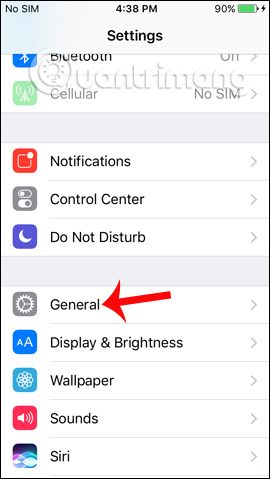 No SIM 4:38 PM 90%
Settings
Bluetooth Off
Quantrimang
Cellular No SIM
Notifications
Control Center
Do Not Disturb
General
AA Display & Brightness
Wallpaper
Sounds
Siri